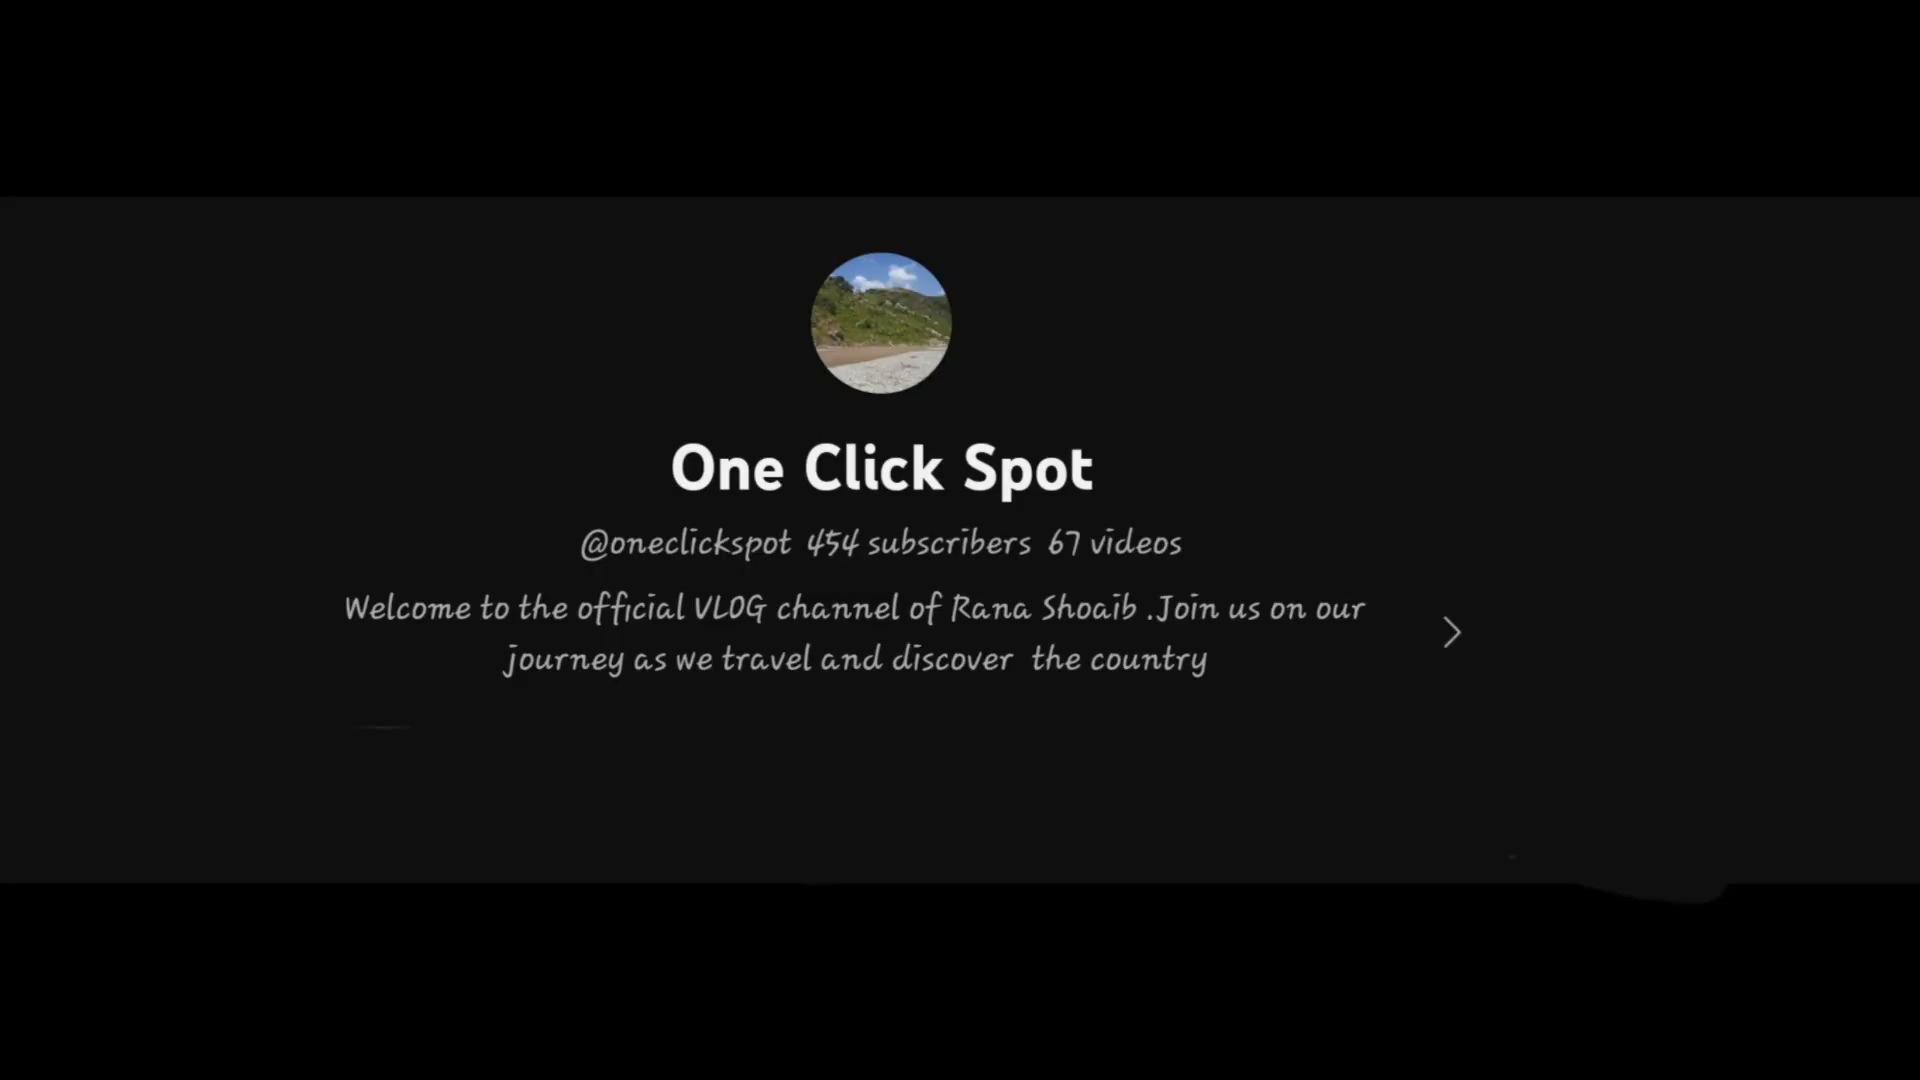 One Click Spot
@oneclickspot 454 subscribers 67 videos
Welcome to the official VLOG channel of Rana Shoaib .Join us on our
journey as we travel and discover the country